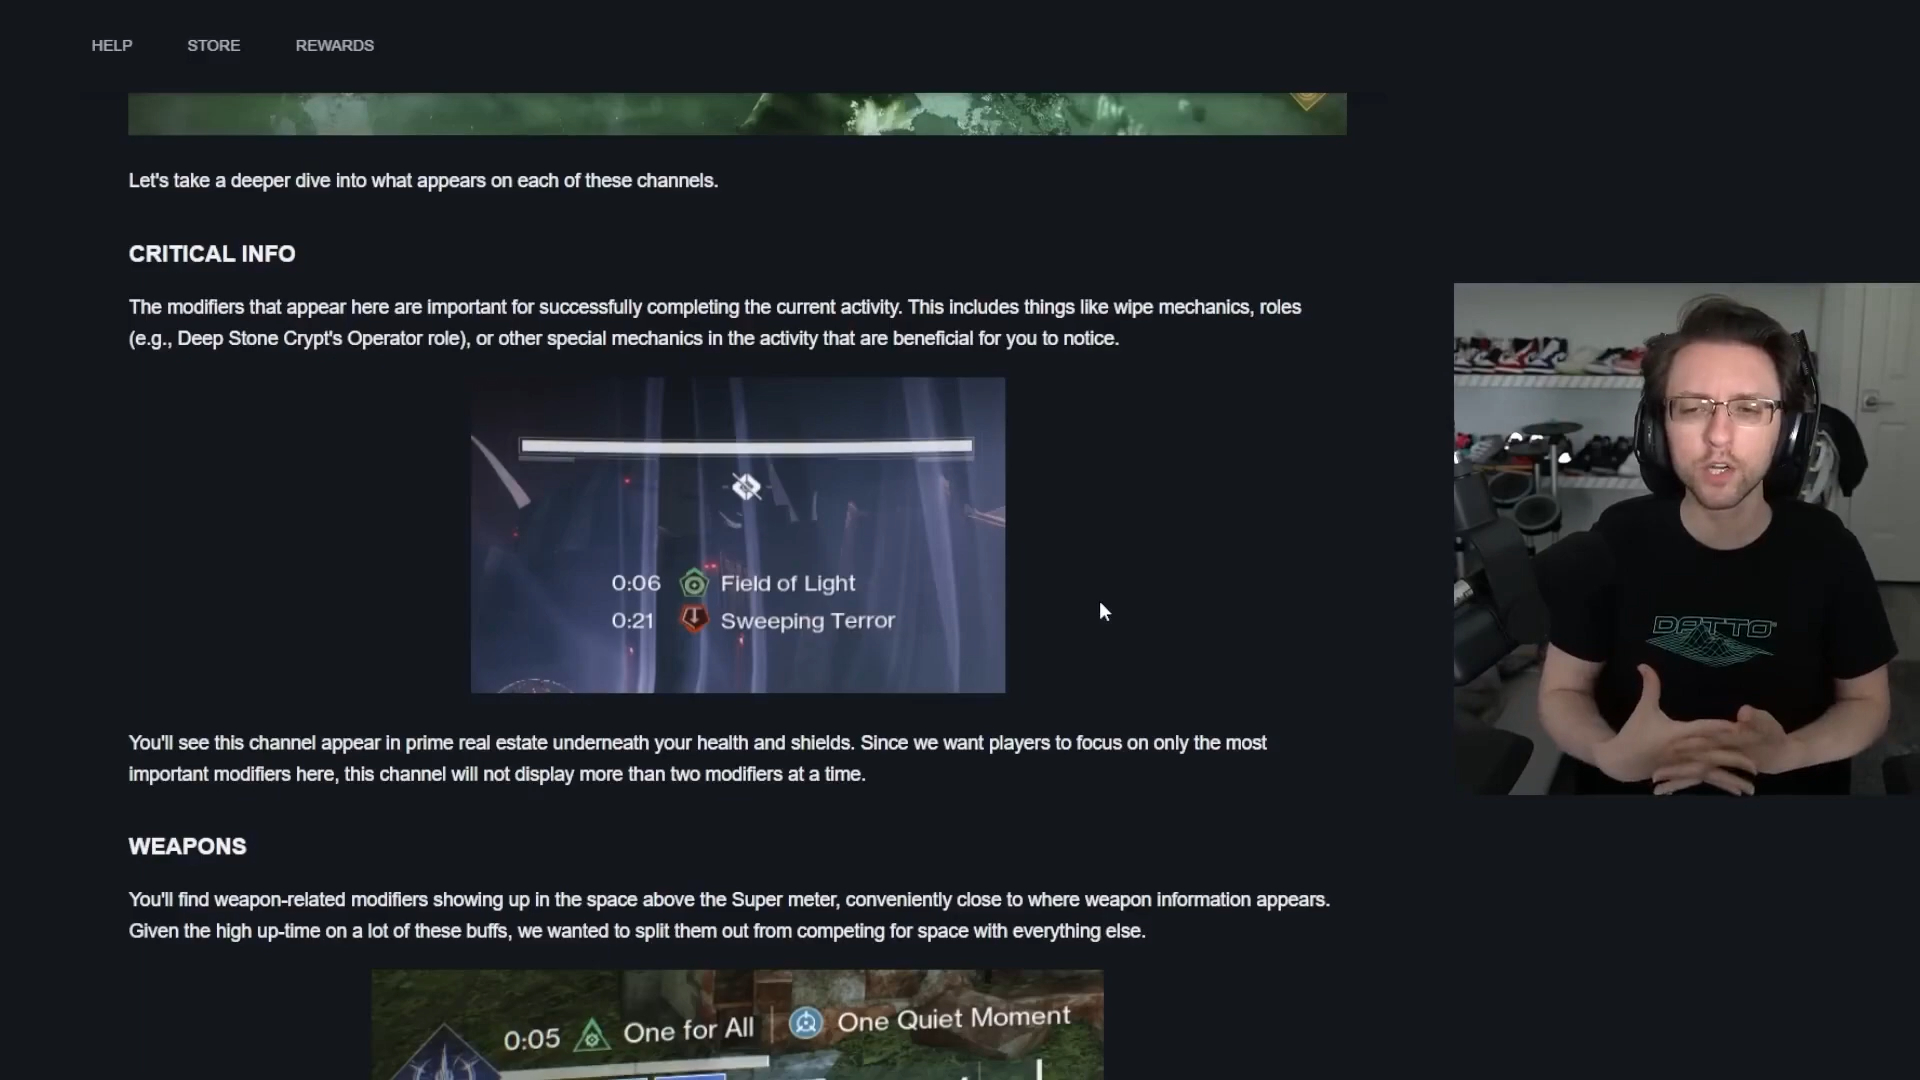 HELP STORE REWARDS
Let's take a deeper dive into what appears on each of these channels.
CRITICAL INFO
The modifiers that appear here are important for successfully completing the current activity. This includes things like wipe mechanics, roles
(e.g., Deep Stone Crypt's Operator role), or other special mechanics in the activity that are beneficial for you to notice.
0:06 Field of Light
0:21 Sweeping Terror
DATTO
You'll see this channel appear in prime real estate underneath your health and shields. Since we want players to focus on only the most
important modifiers here, this channel will not display more than two modifiers at a time.
WEAPONS
You'll find weapon-related modifiers showing up in the space above the Super meter, conveniently close to where weapon information appears.
Given the high up-time on a lot of these buffs, we wanted to split them out from competing for space with everything else.
0:05 One for All One Quiet Moment